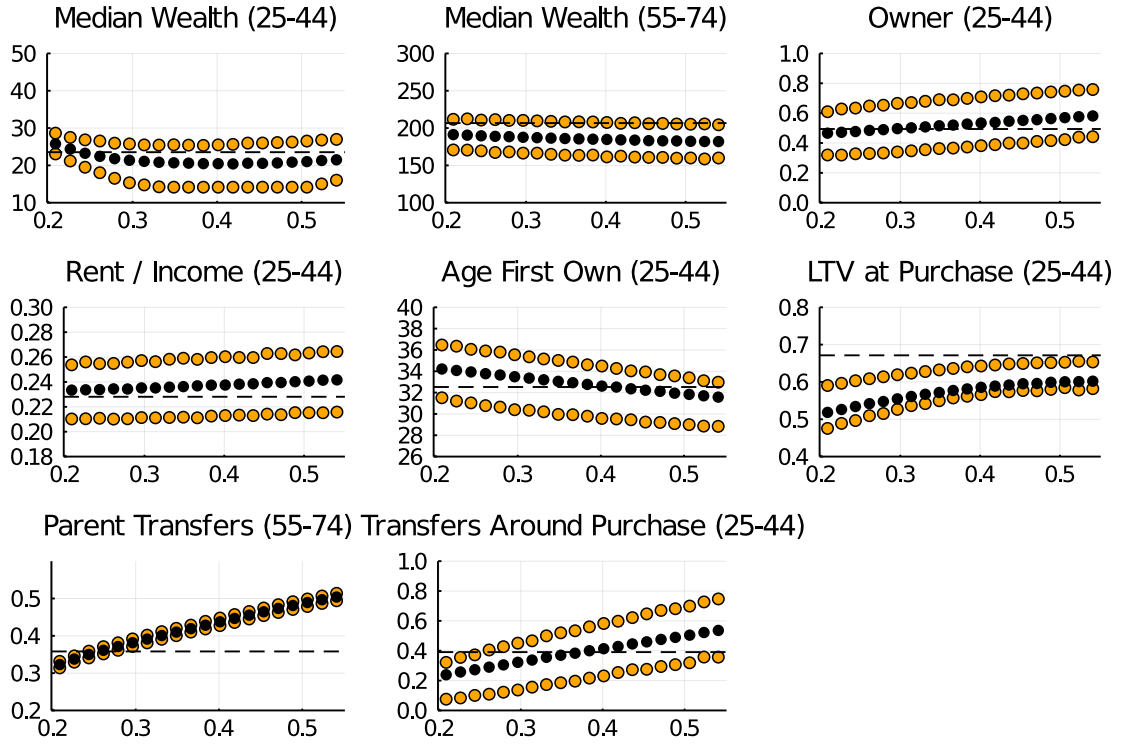 Median Wealth (25-44) Median Wealth (55-74) Owner (25-44)
50 300 1.0
40 250 0.8
30 200 0.6
20 150 0.4
10 100 0.2
0.0
0.2 0.3 0.4 0.5 0.2 0.3 0.4 0.5 0.2 0.3 0.4 0.5
Rent / Income (25-44) Age First Own (25-44) LTV at Purchase (25-44)
0.30 40 0.8
0.28 38
0.26 36 0.7
0.24 34
0.22 32 0.6
0.20 30 0.5
0.18 28
26 0.4
0.2 0.3 0.4 0.5 0.2 0.3 0.4 0.5 0.2 0.3 0.4 0.5
Parent Transfers (55-74) Transfers Around Purchase (25-44)
1.0
0.5 0.8
0.4 0.6
0.3 0.4
0.2 0.2
0.0
0.2 0.3 0.4 0.5 0.2 0.3 0.4 0.5